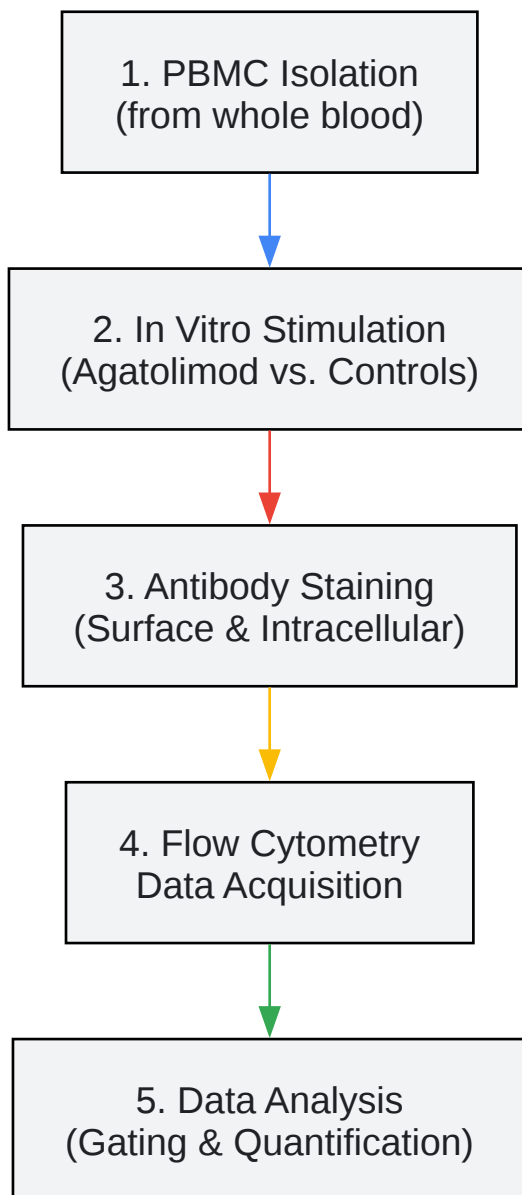 1. PBMC Isolation
(from whole blood)
2. In Vitro Stimulation
(Agatolimod vs. Controls)
3. Antibody Staining
(Surface & Intracellular)
4. Flow Cytometry
Data Acquisition
5. Data Analysis
(Gating & Quantification)